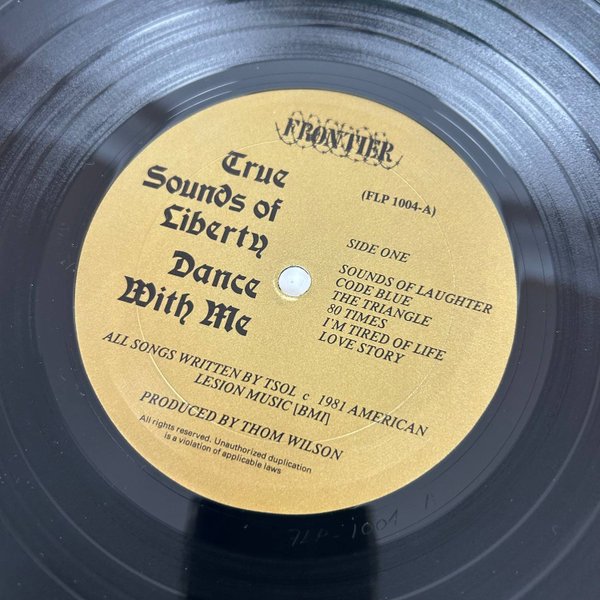 FRONTIER
True
Sounds of
Liberty
Dance
With Me
(FLP 1004-A)
SIDE ONE
SOUNDS OF LAUGHTER
CODE BLUE
THE TRIANGLE
80 TIMES
I'M TIRED OF LIFE
LOVE STORY
ALL SONGS WRITTEN BY TSOL c 1981 AMERICAN
LESION MUSIC [BMI]
PRODUCED BY THOM WILSON
All rights reserved. Unauthorized duplication
is a violation of applicable laws
FLP-1004